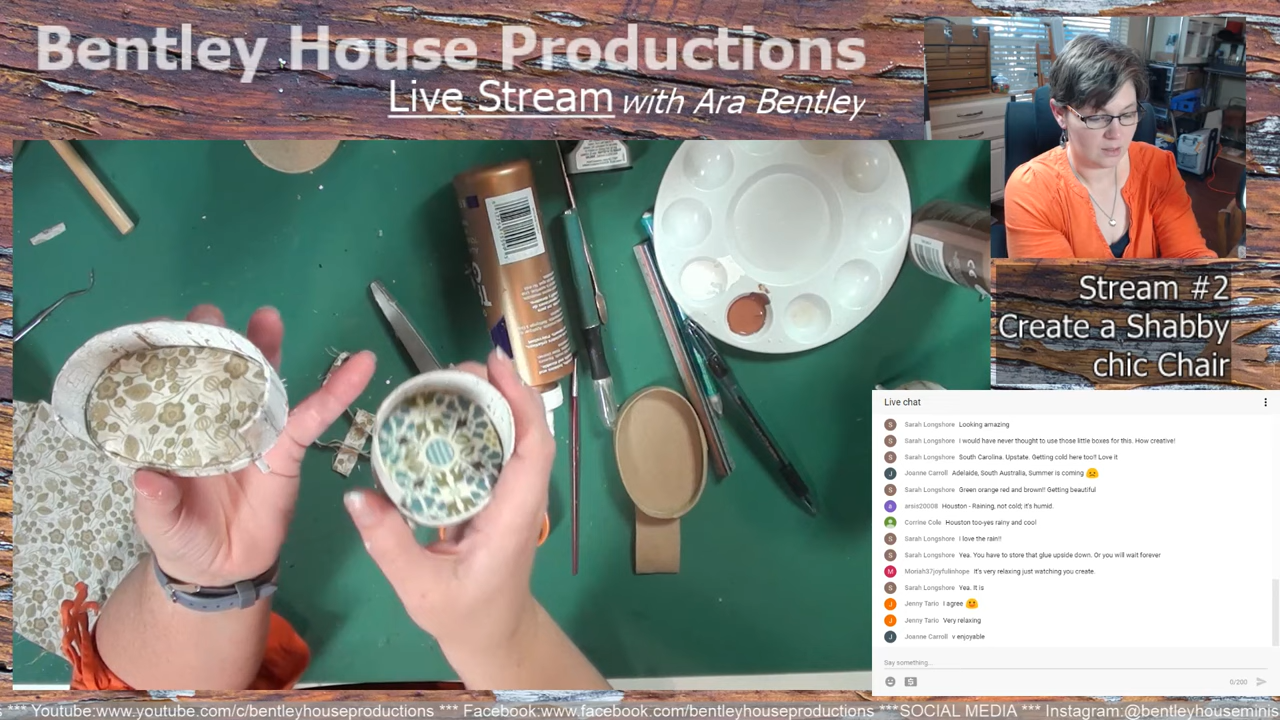 Bentley House Productions
Live Stream with Ara Bentley
Stream #2
Create a Shabby
chic Chair
Live chat
S Sarah Longshore Looking amazing
S Sarah Longshore I would have never thought to use those little boxes for this. How creative!
S Sarah Longshore South Carolina. Upstate. Getting cold here too!! Love it
J Joanne Carroll Adelaide, South Australia, Summer is coming
S Sarah Longshore Green orange red and brown!! Getting beautiful
a arsis20008 Houston - Raining, not cold; it's humid.
Corrine Cole Houston too-yes rainy and cool
S Sarah Longshore I love the rain!!
S Sarah Longshore Yea. You have to store that glue upside down. Or you will wait forever
M Moriah37joyfulinhope It's very relaxing just watching you create.
S Sarah Longshore Yea. It is
J Jenny Tario I agree
J Jenny Tario Very relaxing
J Joanne Carroll v enjoyable
Say something...
0/200
*** Youtube:www.youtube.com/c/bentleyhouseproductions *** Facebook:www.facebook.com/bentleyhouseproductions ***SOCIAL MEDIA *** Instagram:@bentleyhouseminis